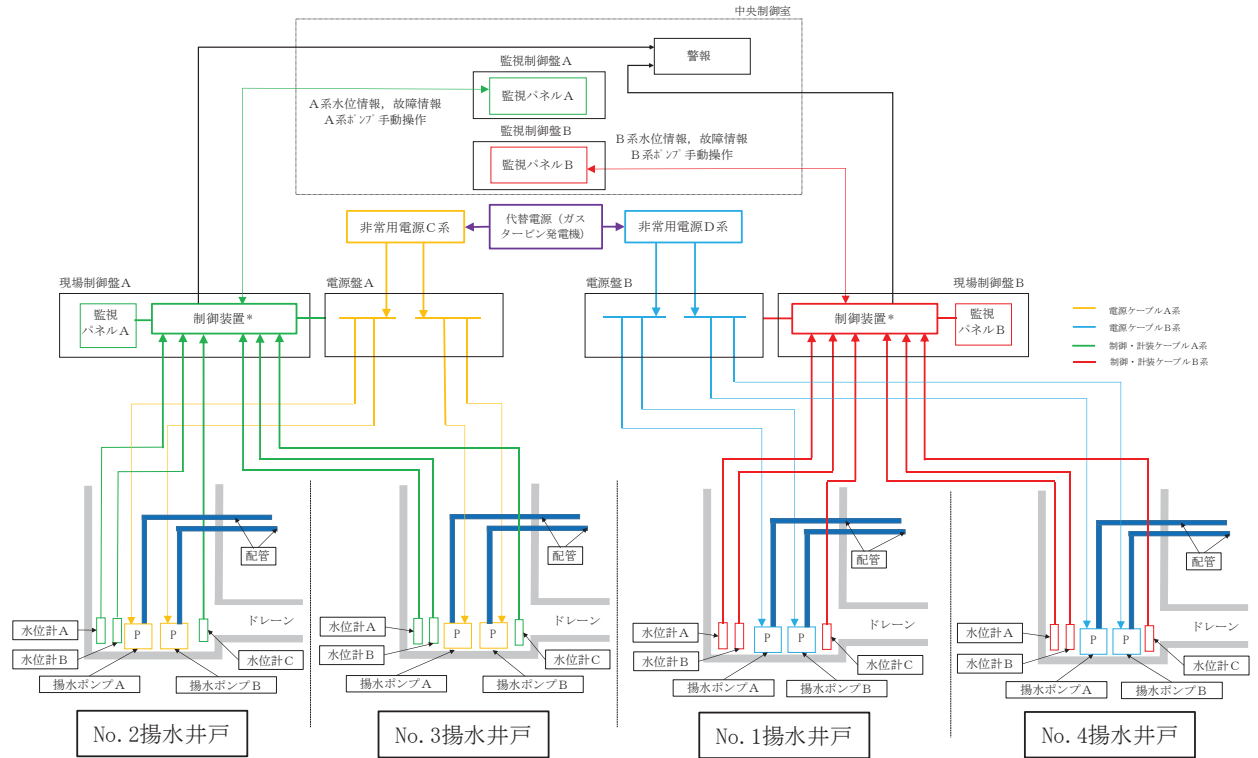 中央制御室
警報
監視制御盤A
監視パネルA
A系水位情報，故障情報
A系ポンプ手動操作
監視制御盤B
監視パネルB
B系水位情報，故障情報
B系ポンプ手動操作
非常用電源C系
代替電源（ガス
タービン発電機）
非常用電源D系
現場制御盤A
監視
パネルA
制御装置*
電源盤A
電源盤B
制御装置*
現場制御盤B
監視
パネルB
電源ケーブルA系
電源ケーブルB系
制御・計装ケーブルA系
制御・計装ケーブルB系
配管
ドレーン
水位計A
水位計B
P
P
水位計C
揚水ポンプA
揚水ポンプB
No.2揚水井戸
配管
ドレーン
水位計A
水位計B
P
P
水位計C
揚水ポンプA
揚水ポンプB
No.3揚水井戸
配管
ドレーン
水位計A
水位計B
P
P
水位計C
揚水ポンプA
揚水ポンプB
No.1揚水井戸
配管
ドレーン
水位計A
水位計B
P
P
水位計C
揚水ポンプA
揚水ポンプB
No.4揚水井戸